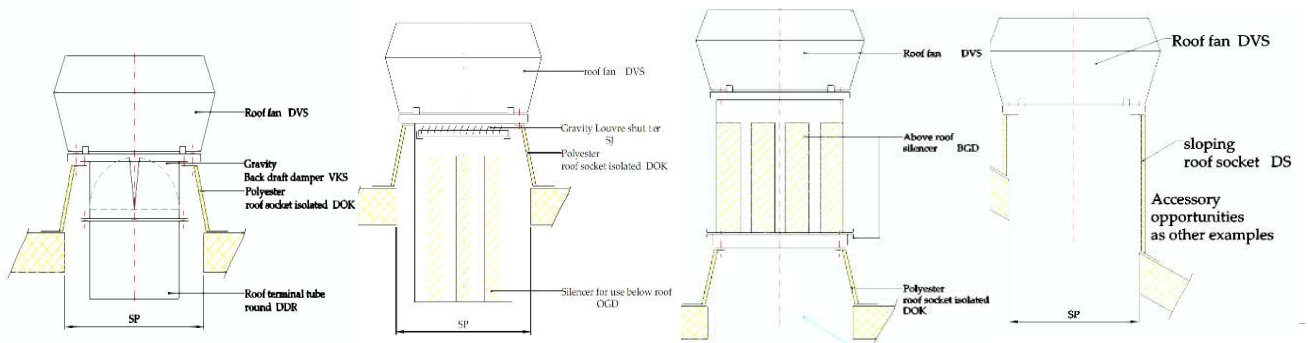 Roof fan DVS
Gravity
Back draft damper VKS
Polyester
roof socket isolated DOK
Roof terminal tube
round DDR
SP
roof fan DVS
Gravity Louvre shut ter
SJ
Polyester
roof socket isolated DOK
Silencer for use below roof
OGD
SP
Roof fan DVS
Above roof
silencer BGD
Polyester
roof socket isolated
DOK
SP
Roof fan DVS
sloping
roof socket DS
Accessory
opportunities
as other examples
SP